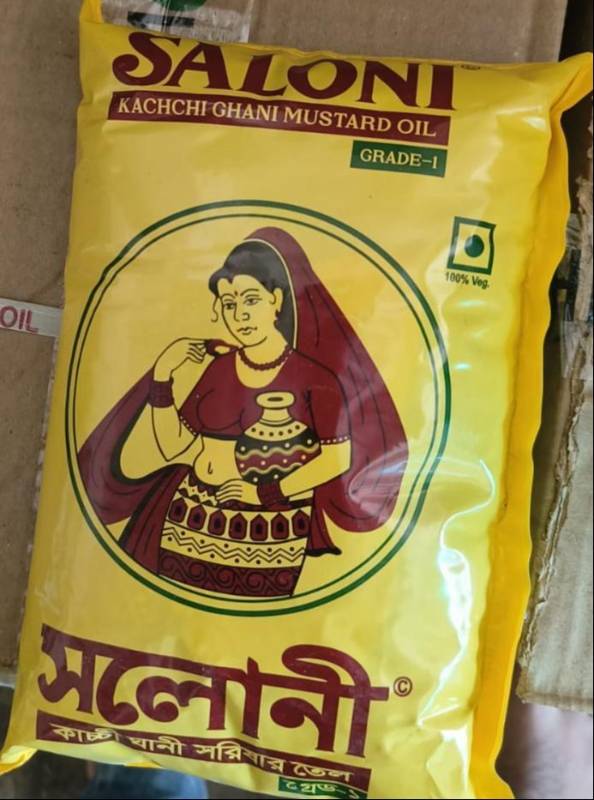 SALONI
KACHCHI GHANI MUSTARD OIL
GRADE-1
100% Veg.
OIL
সলোনী ©
কাচ্চী ঘানী সরিষার তেল
গ্রেড-১